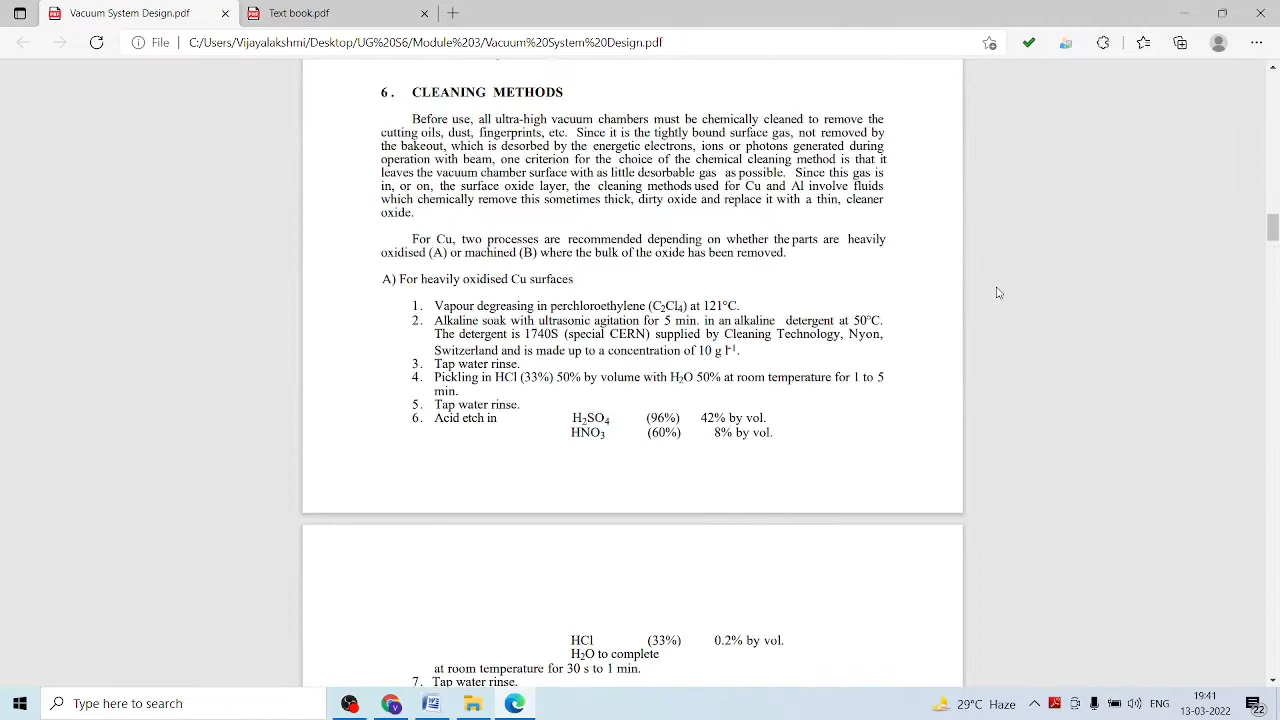 Vacuum System Design.pdf
Text book.pdf
File
C:/Users/Vijayalakshmi/Desktop/UG%20S6/Module%203/Vacuum%20System%20Design.pdf
6. CLEANING METHODS
Before use, all ultra-high vacuum chambers must be chemically cleaned to remove the
cutting oils, dust, fingerprints, etc. Since it is the tightly bound surface gas, not removed by
the bakeout, which is desorbed by the energetic electrons, ions or photons generated during
operation with beam, one criterion for the choice of the chemical cleaning method is that it
leaves the vacuum chamber surface with as little desorbable gas as possible. Since this gas is
in, or on, the surface oxide layer, the cleaning methods used for Cu and Al involve fluids
which chemically remove this sometimes thick, dirty oxide and replace it with a thin, cleaner
oxide.
For Cu, two processes are recommended depending on whether the parts are heavily
oxidised (A) or machined (B) where the bulk of the oxide has been removed.
A) For heavily oxidised Cu surfaces
1. Vapour degreasing in perchloroethylene (C₂Cl₄) at 121°C.
2. Alkaline soak with ultrasonic agitation for 5 min. in an alkaline detergent at 50°C.
The detergent is 1740S (special CERN) supplied by Cleaning Technology, Nyon,
Switzerland and is made up to a concentration of 10 g l⁻¹.
3. Tap water rinse.
4. Pickling in HCl (33%) 50% by volume with H₂O 50% at room temperature for 1 to 5
min.
5. Tap water rinse.
6. Acid etch in H₂SO₄ (96%) 42% by vol.
HNO₃ (60%) 8% by vol.
HCl (33%) 0.2% by vol.
H₂O to complete
at room temperature for 30 s to 1 min.
7. Tap water rinse.
Type here to search
29°C Haze
ENG
19:41
13-03-2022
22